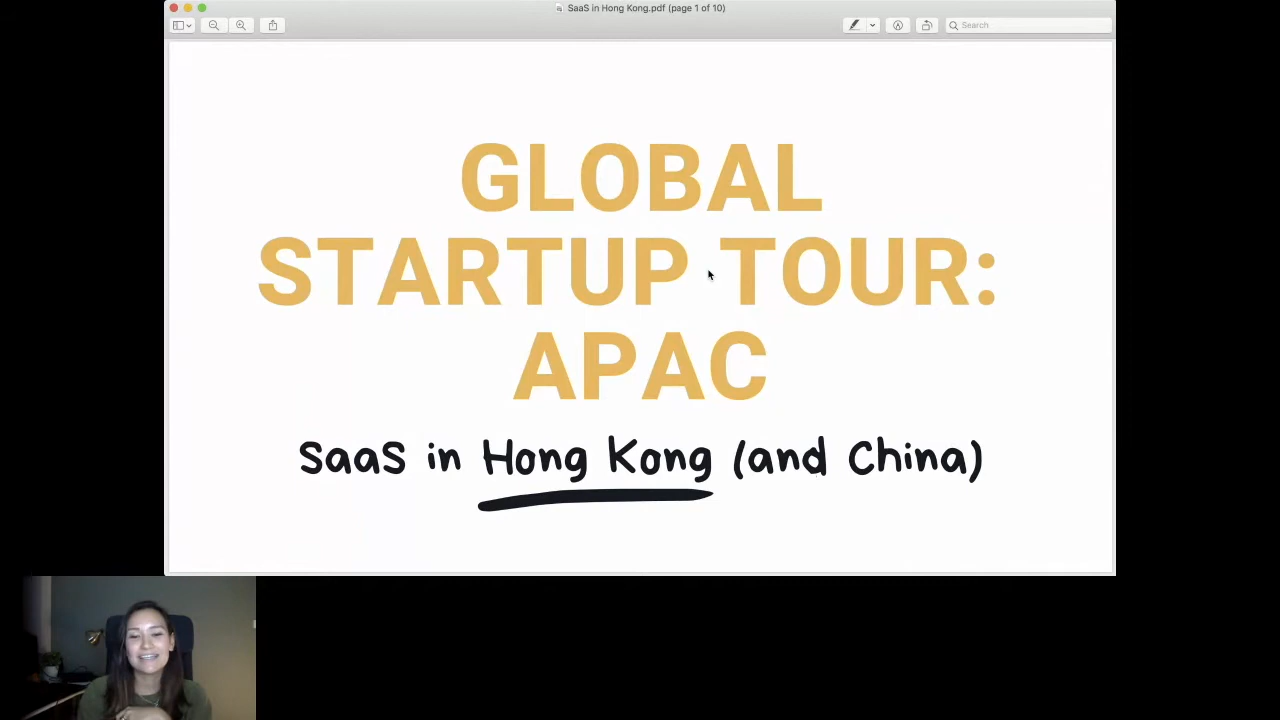 SaaS in Hong Kong.pdf (page 1 of 10)
Search
GLOBAL
STARTUP TOUR:
APAC
SaaS in Hong Kong (and China)